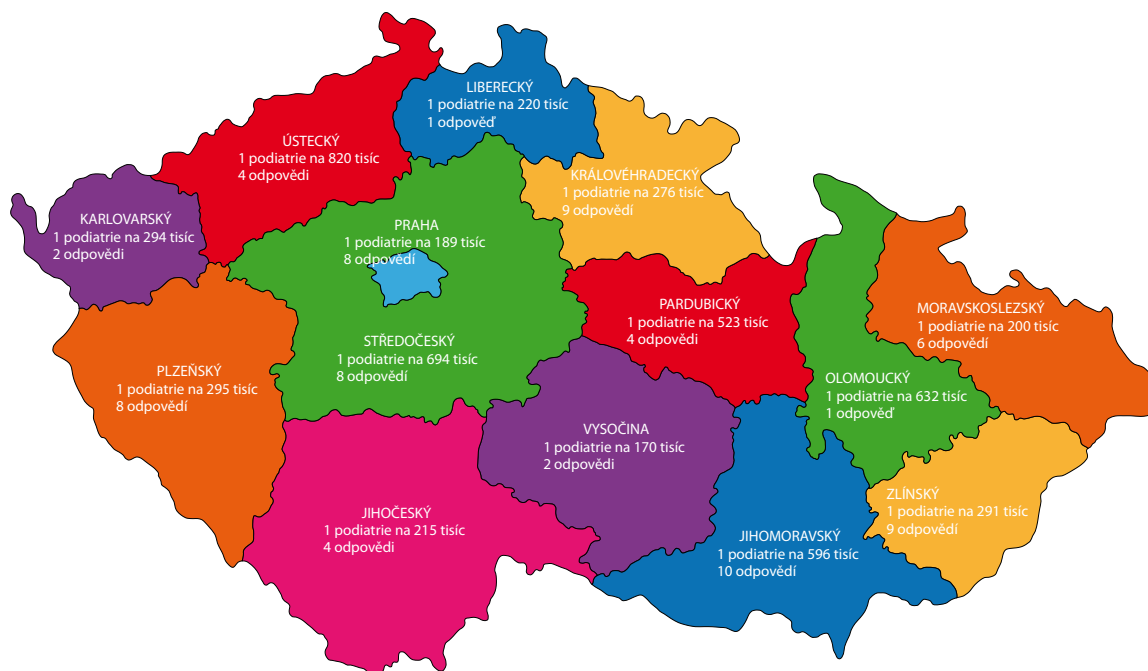 LIBERECKÝ
1 podiatrie na 220 tisíc
1 odpověď
ÚSTECKÝ
1 podiatrie na 820 tisíc
4 odpovědi
KRÁLOVÉHRADECKÝ
1 podiatrie na 276 tisíc
9 odpovědí
KARLOVARSKÝ
1 podiatrie na 294 tisíc
2 odpovědi
PRAHA
1 podiatrie na 189 tisíc
8 odpovědí
PARDUBICKÝ
1 podiatrie na 523 tisíc
4 odpovědi
MORAVSKOSLEZSKÝ
1 podiatrie na 200 tisíc
6 odpovědí
STŘEDOČESKÝ
1 podiatrie na 694 tisíc
8 odpovědí
PLZEŇSKÝ
1 podiatrie na 295 tisíc
8 odpovědí
OLOMOUCKÝ
1 podiatrie na 632 tisíc
1 odpověď
VYSOČINA
1 podiatrie na 170 tisíc
2 odpovědi
ZLÍNSKÝ
1 podiatrie na 291 tisíc
9 odpovědí
JIHOČESKÝ
1 podiatrie na 215 tisíc
4 odpovědi
JIHOMORAVSKÝ
1 podiatrie na 596 tisíc
10 odpovědí